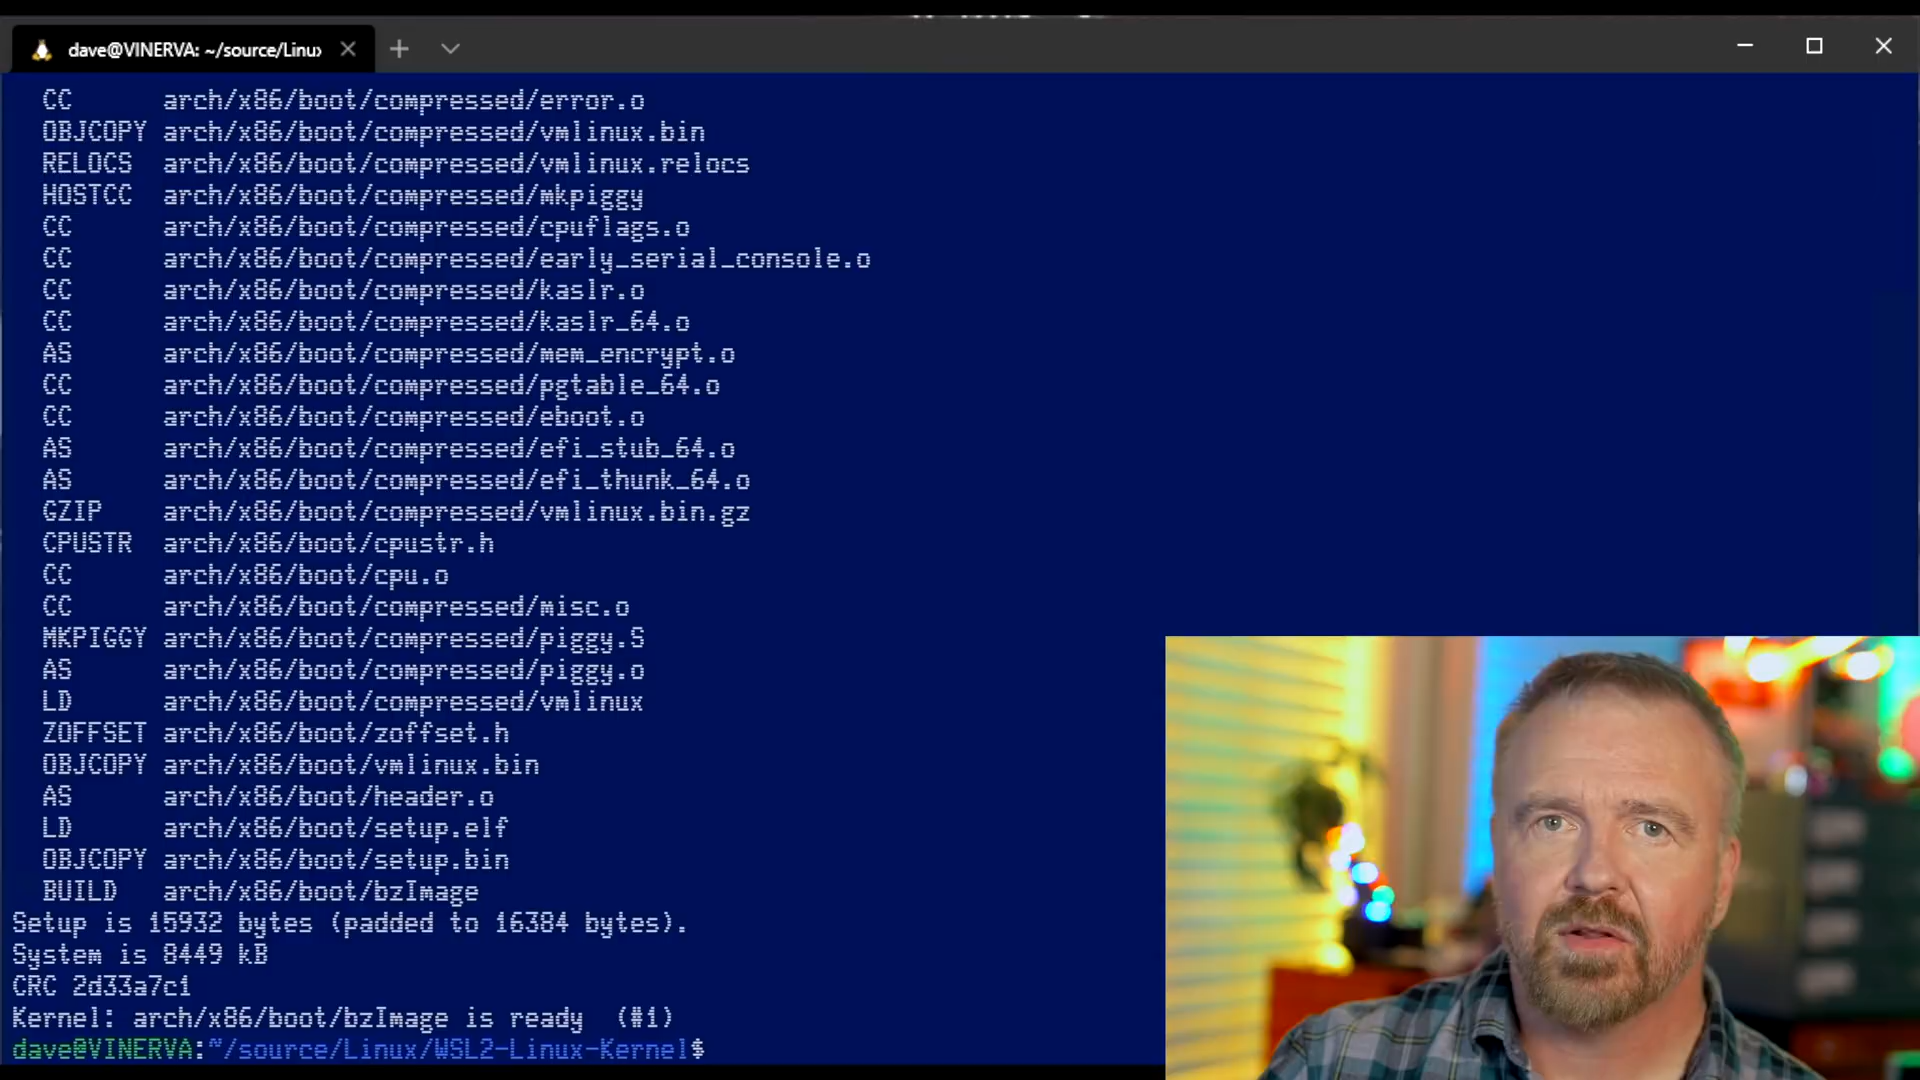 dave@VINERVA: ~/source/Linux
CC arch/x86/boot/compressed/error.o
OBJCOPY arch/x86/boot/compressed/vmlinux.bin
RELOCS arch/x86/boot/compressed/vmlinux.relocs
HOSTCC arch/x86/boot/compressed/mkpiggy
CC arch/x86/boot/compressed/cpuflags.o
CC arch/x86/boot/compressed/early_serial_console.o
CC arch/x86/boot/compressed/kaslr.o
CC arch/x86/boot/compressed/kaslr_64.o
AS arch/x86/boot/compressed/mem_encrypt.o
CC arch/x86/boot/compressed/pgtable_64.o
CC arch/x86/boot/compressed/eboot.o
AS arch/x86/boot/compressed/efi_stub_64.o
AS arch/x86/boot/compressed/efi_thunk_64.o
GZIP arch/x86/boot/compressed/vmlinux.bin.gz
CPUSTR arch/x86/boot/cpustr.h
CC arch/x86/boot/cpu.o
CC arch/x86/boot/compressed/misc.o
MKPIGGY arch/x86/boot/compressed/piggy.S
AS arch/x86/boot/compressed/piggy.o
LD arch/x86/boot/compressed/vmlinux
ZOFFSET arch/x86/boot/zoffset.h
OBJCOPY arch/x86/boot/vmlinux.bin
AS arch/x86/boot/header.o
LD arch/x86/boot/setup.elf
OBJCOPY arch/x86/boot/setup.bin
BUILD arch/x86/boot/bzImage
Setup is 15932 bytes (padded to 16384 bytes).
System is 8449 kB
CRC 2d33a7c1
Kernel: arch/x86/boot/bzImage is ready (#1)
dave@VINERVA:~/source/Linux/WSL2-Linux-Kernel$